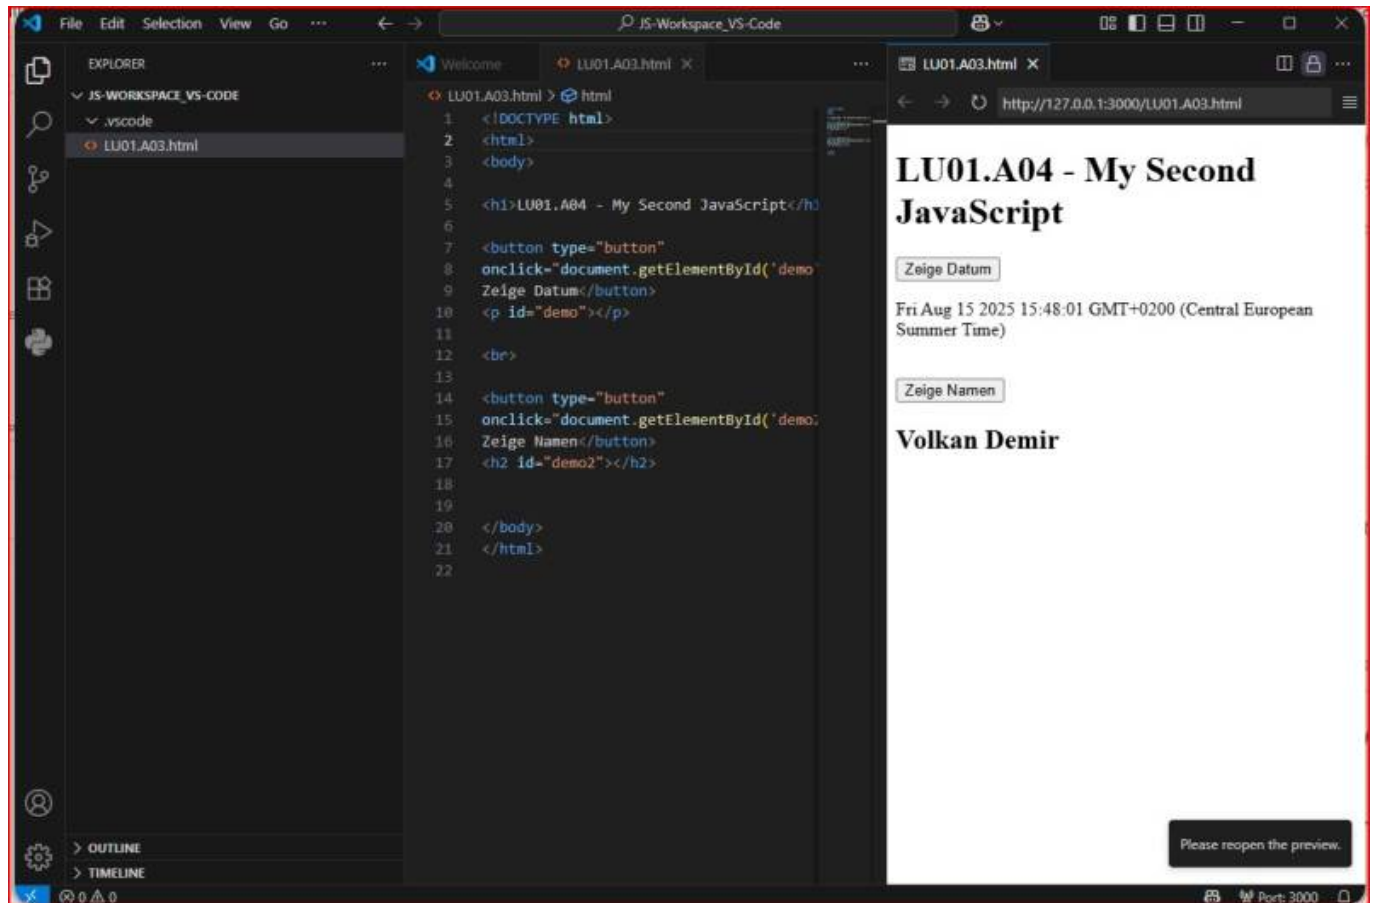 File Edit Selection View Go ··· ← → JS-Workspace_VS-Code
EXPLORER ···
JS-WORKSPACE_VS-CODE
.vscode
LU01.A03.html
OUTLINE
TIMELINE
Welcome LU01.A03.html ···
LU01.A03.html > html
1 <!DOCTYPE html>
2 <html>
3 <body>
4
5 <h1>LU01.A04 - My Second JavaScript</h1
6
7 <button type="button"
8 onclick="document.getElementById('demo'
9 Zeige Datum</button>
10 <p id="demo"></p>
11
12 <br>
13
14 <button type="button"
15 onclick="document.getElementById('demo2
16 Zeige Namen</button>
17 <h2 id="demo2"></h2>
18
19
20 </body>
21 </html>
22
LU01.A03.html ···
http://127.0.0.1:3000/LU01.A03.html
LU01.A04 - My Second
JavaScript
Zeige Datum
Fri Aug 15 2025 15:48:01 GMT+0200 (Central European
Summer Time)
Zeige Namen
Volkan Demir
Please reopen the preview.
0 0 Port: 3000